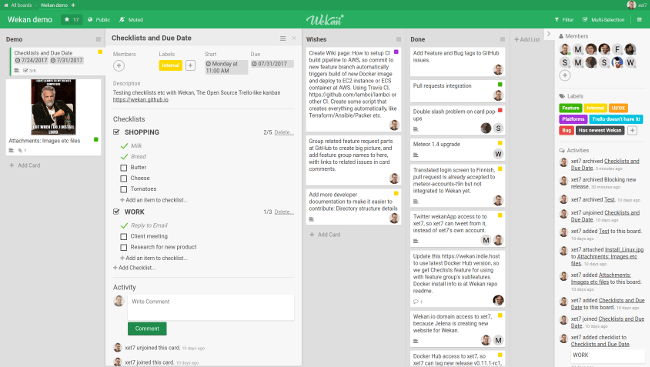 All boards
Wekan demo
xet7
Wekan demo
17
Public
Muted
Wekan
Filter
Multi-Selection
Demo
Checklists and Due Date
7/24/2017
7/31/2017
3/8
Attachments: Images etc files
1
Add Card
Checklists and Due Date
Members
Labels
Start
Due
Internal
Monday at
11:00 AM
07/31/2017
Description
Testing checklists etc with Wekan, The Open Source Trello-like kanban
https://wekan.github.io
Checklists
SHOPPING
2/5 Delete...
Milk
Bread
Butter
Cheese
Tomatoes
+ Add an item to checklist...
WORK
1/3 Delete...
Reply to Email
Client meeting
Research for new product
+ Add an item to checklist...
+ Add Checklist...
Activity
Write Comment
Comment
xet7 unjoined this card. 10 days ago
xet7 joined this card. 10 days ago
Wishes
Create Wiki page: How to setup CI
build pipeline to AWS, so commit to
new feature branch automatically
triggers build of new Docker image
and deploy to EC2 instance or ECS
container at AWS. Using Travis CI,
https://github.com/lambci/lambci or
other CI. Create some script that
creates everything automatically, like
Terraform/Ansible/Packer etc.
Group related feature request parts
at GitHub to create big picture, and
add feature group names to here,
with links to related issues in card
comments.
Add more developer
documentation to make it easier to
contribute: Directory structure details
Add Card
Done
Add Feature and Bug tags to GitHub
issues.
Pull requests integration
Double slash problem on card pop
ups
S
Meteor 1.4 upgrade
W
Translated login screen to Finnish,
pull request is already accepted to
meteor-accounts-t9n but not
integrated to Wekan yet.
Twitter wekanApp access to to
xet7, so xet7 can tweet from it,
instead of xet7's own account.
M
Update this https://wekan.indie.host
to use latest Docker Hub version, so
we get Checlists feature for using
with feature group's subfeatures.
Docker install info is at Wekan repo
readme.
1
Wekan.io domain access to xet7,
because Jelena is creating new
website for Wekan.
M
Docker Hub access to xet7, so
xet7 can tag new release v0.11.1-rc1,
Add List
Members
M
F
M
S
M
W
Labels
Feature
Internal
UI/UX
Platforms
Trello doesn't have it!
Bug
Has newest Wekan
Activities
xet7 archived Checklists
and Due Date. 5 minutes ago
xet7 archived Blocking new
release. 10 minutes ago
xet7 archived Test. 10 days ago
xet7 unjoined Checklists and
Due Date. 10 days ago
xet7 added Test to this board.
10 days ago
xet7 attached Install_Linux.jpg
to Attachments: Images etc
files. 10 days ago
xet7 added Attachments:
Images etc files to this board.
10 days ago
xet7 added Checklists and Due
Date to this board. 10 days ago
xet7 joined Checklists and
Due Date. 10 days ago
xet7 added checklist to
Checklists and Due Date.
WORK
10 days ago